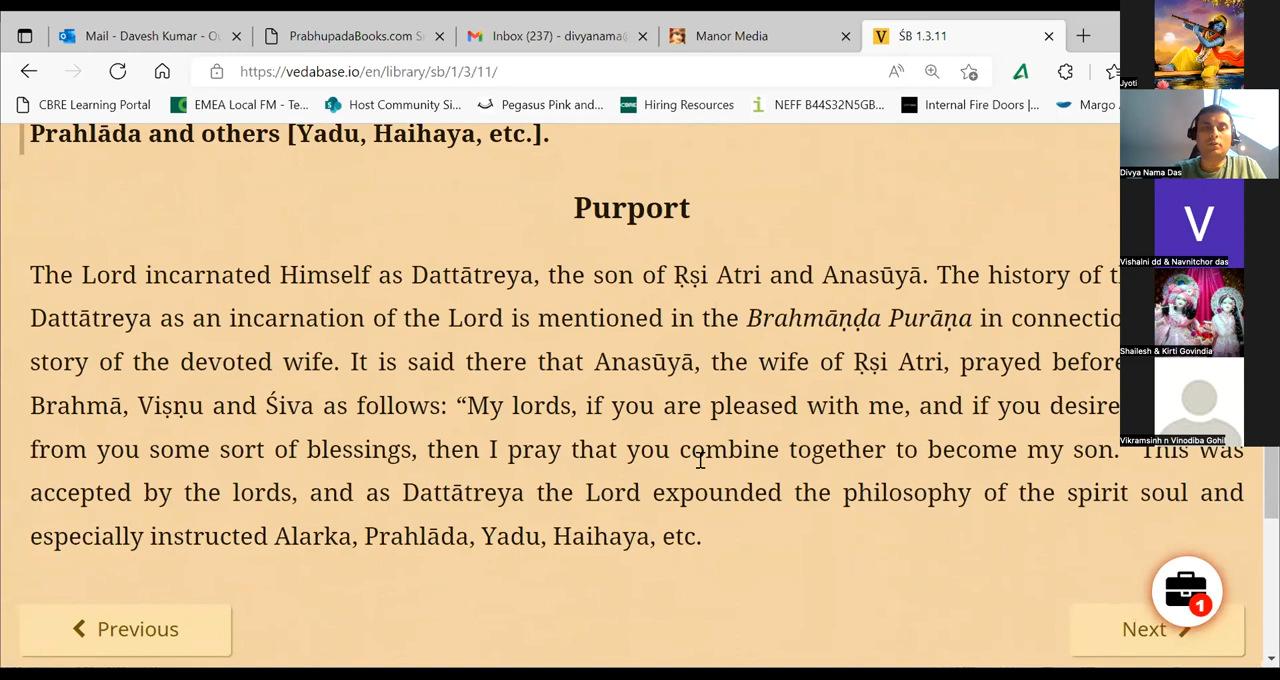 Mail - Davesh Kumar - Ou
PrabhupadaBooks.com S
Inbox (237) - divyanama@
Manor Media
ŚB 1.3.11
https://vedabase.io/en/library/sb/1/3/11/
CBRE Learning Portal
EMEA Local FM - Te...
Host Community Si...
Pegasus Pink and...
Hiring Resources
NEFF B44S32N5GB...
Internal Fire Doors |...
Margo
Prahlāda and others [Yadu, Haihaya, etc.].
Purport
The Lord incarnated Himself as Dattātreya, the son of Ṛṣi Atri and Anasūyā. The history of t
Dattātreya as an incarnation of the Lord is mentioned in the Brahmāṇḍa Purāṇa in connectio
story of the devoted wife. It is said there that Anasūyā, the wife of Ṛṣi Atri, prayed before
Brahmā, Viṣṇu and Śiva as follows: “My lords, if you are pleased with me, and if you desire
from you some sort of blessings, then I pray that you combine together to become my son.” This was
accepted by the lords, and as Dattātreya the Lord expounded the philosophy of the spirit soul and
especially instructed Alarka, Prahlāda, Yadu, Haihaya, etc.
Previous
Next
1
Jyoti
Divya Nama Das
V
Vishalni dd & Navnitchor das
Shailesh & Kirti Govindia
Vikramsinh n Vinodiba Gohil